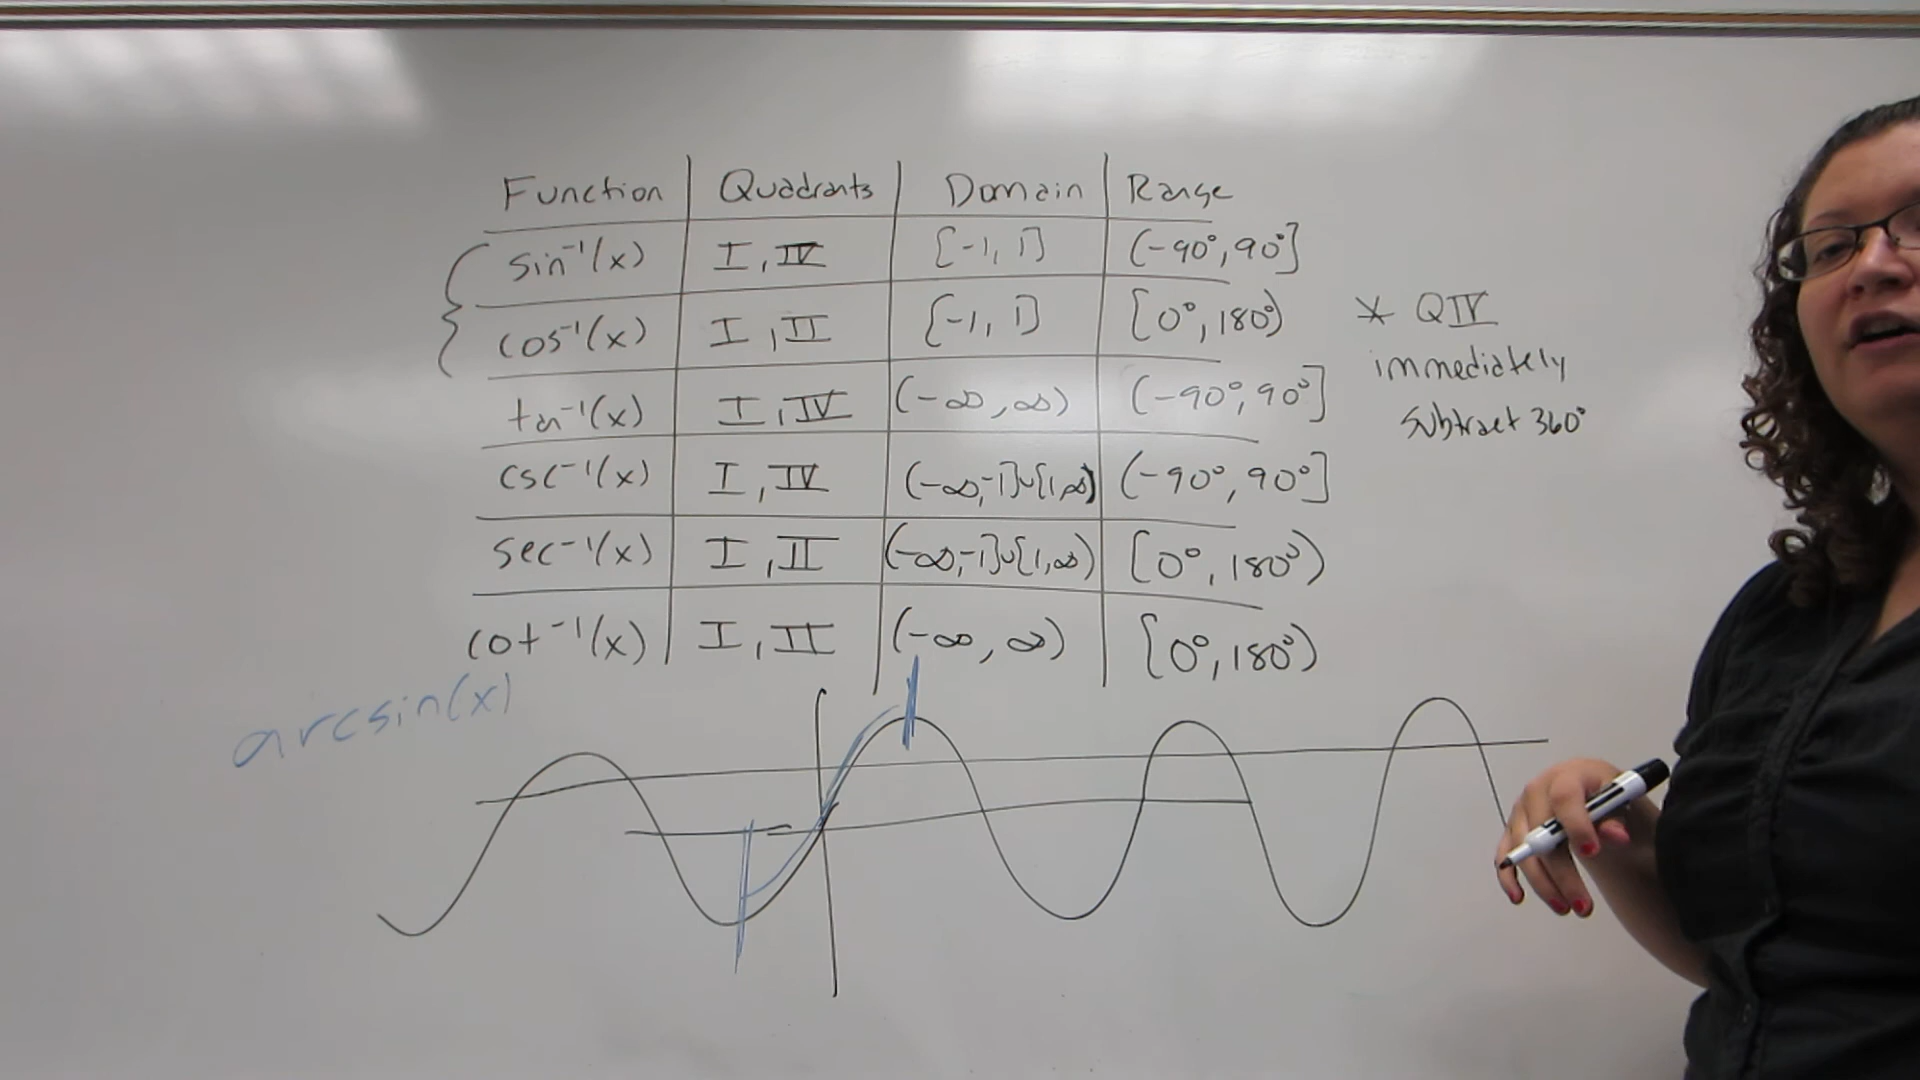 Function Quadrants Domain Range
sin⁻¹(x) I, IV [-1, 1] (-90°, 90°]
cos⁻¹(x) I, II [-1, 1] [0°, 180°)
tan⁻¹(x) I, IV (-∞, ∞) (-90°, 90°]
csc⁻¹(x) I, IV (-∞,-1]∪[1,∞) (-90°, 90°]
sec⁻¹(x) I, II (-∞,-1]∪[1,∞) [0°, 180°)
cot⁻¹(x) I, II (-∞, ∞) [0°, 180°)
* QIV
immediately
subtract 360°
arcsin(x)